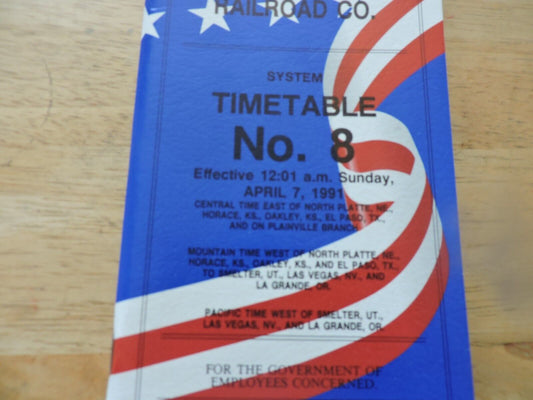 RAILROAD CO.
SYSTEM
TIMETABLE
No. 8
Effective 12:01 a.m. Sunday,
APRIL 7, 1991
CENTRAL TIME EAST OF NORTH PLATTE, NE.,
HORACE, KS., OAKLEY, KS., EL PASO, TX.,
AND ON PLAINVILLE BRANCH
MOUNTAIN TIME WEST OF NORTH PLATTE, NE.,
HORACE, KS., OAKLEY, KS., AND EL PASO, TX.,
TO SMELTER, UT., LAS VEGAS, NV., AND
LA GRANDE, OR.
PACIFIC TIME WEST OF SMELTER, UT.,
LAS VEGAS, NV., AND LA GRANDE, OR.
FOR THE GOVERNMENT OF
EMPLOYEES CONCERNED.